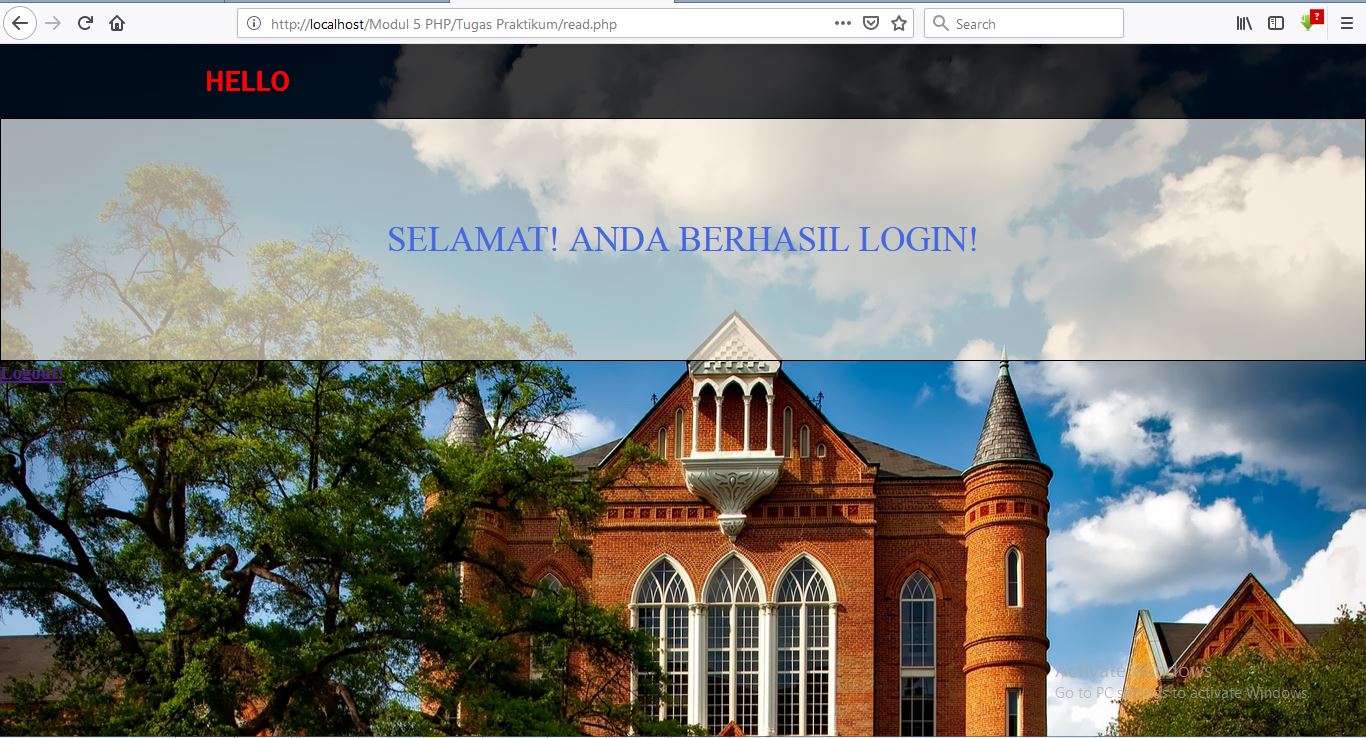 http://localhost/Modul 5 PHP/Tugas Praktikum/read.php
Search
HELLO
SELAMAT! ANDA BERHASIL LOGIN!
Logout!
Activate Windows
Go to PC settings to activate Windows.